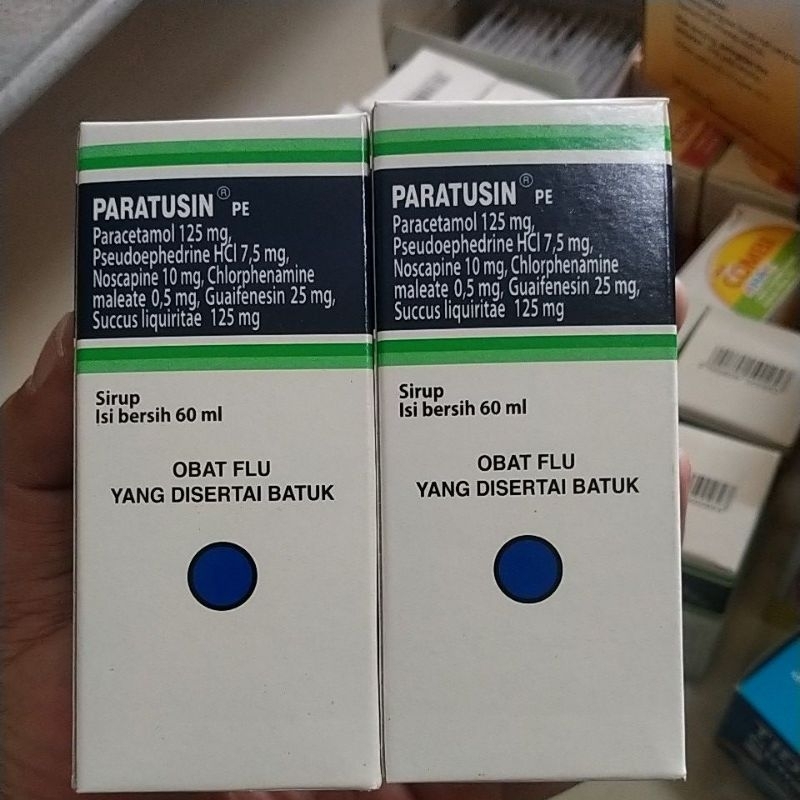 PARATUSIN® PE
Paracetamol 125 mg,
Pseudoephedrine HCl 7,5 mg,
Noscapine 10 mg, Chlorphenamine
maleate 0,5 mg, Guaifenesin 25 mg,
Succus liquiritae 125 mg
Sirup
Isi bersih 60 ml
OBAT FLU
YANG DISERTAI BATUK
PARATUSIN® PE
Paracetamol 125 mg,
Pseudoephedrine HCl 7,5 mg,
Noscapine 10 mg, Chlorphenamine
maleate 0,5 mg, Guaifenesin 25 mg,
Succus liquiritae 125 mg
Sirup
Isi bersih 60 ml
OBAT FLU
YANG DISERTAI BATUK